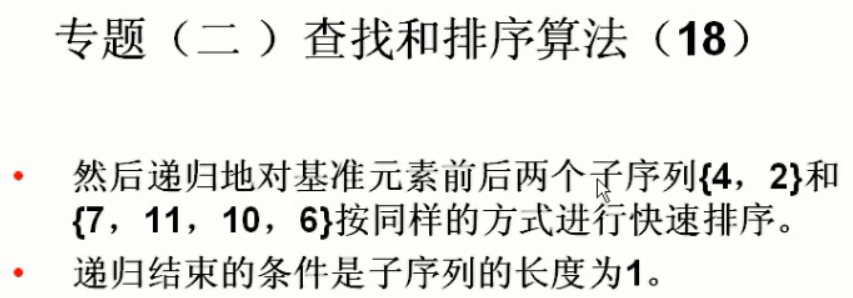 专题（二 ）查找和排序算法（18）
• 然后递归地对基准元素前后两个子序列{4，2}和
{7，11，10，6}按同样的方式进行快速排序。
• 递归结束的条件是子序列的长度为1。